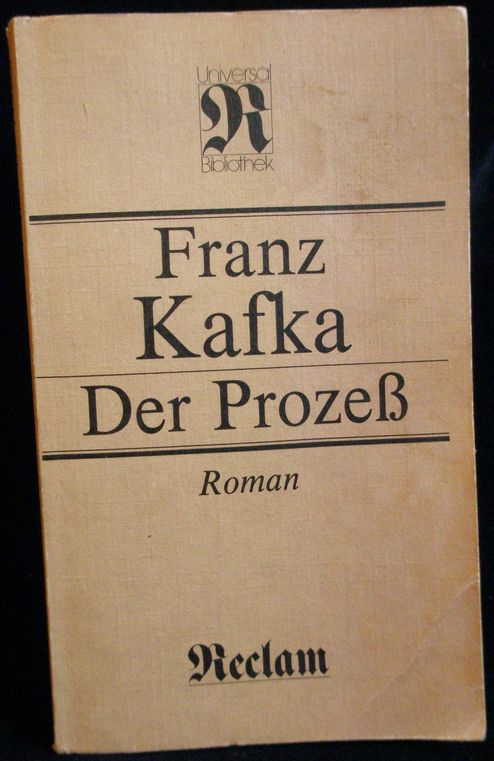 Universal
R
Bibliothek
Franz
Kafka
Der Prozeß
Roman
Reclam